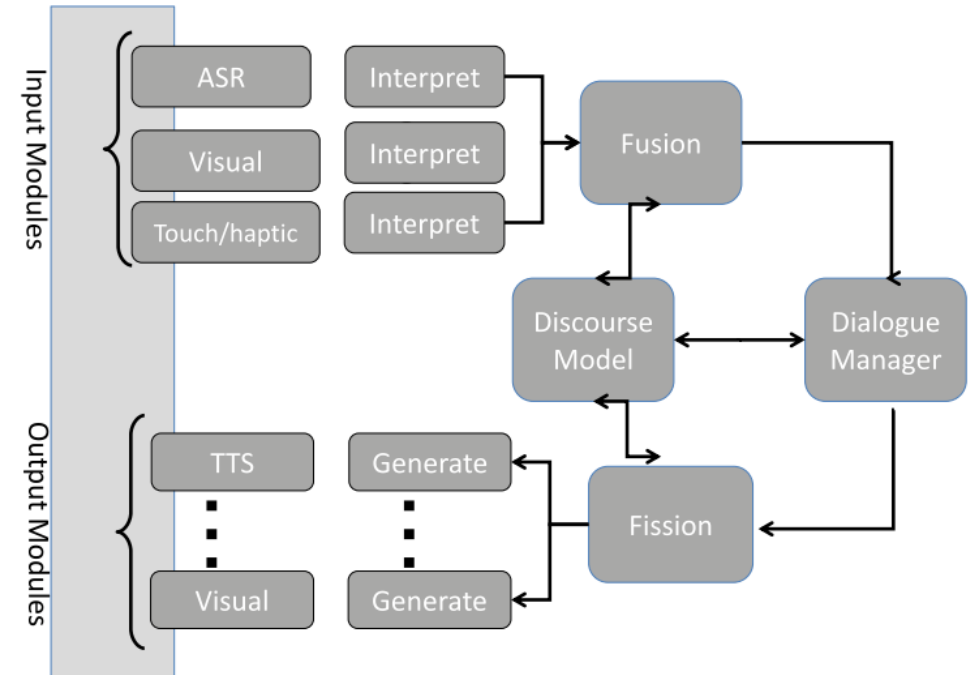 Input Modules
ASR
Interpret
Visual
Interpret
Touch/haptic
Interpret
Fusion
Discourse
Model
Dialogue
Manager
Output Modules
TTS
Generate
Fission
Visual
Generate